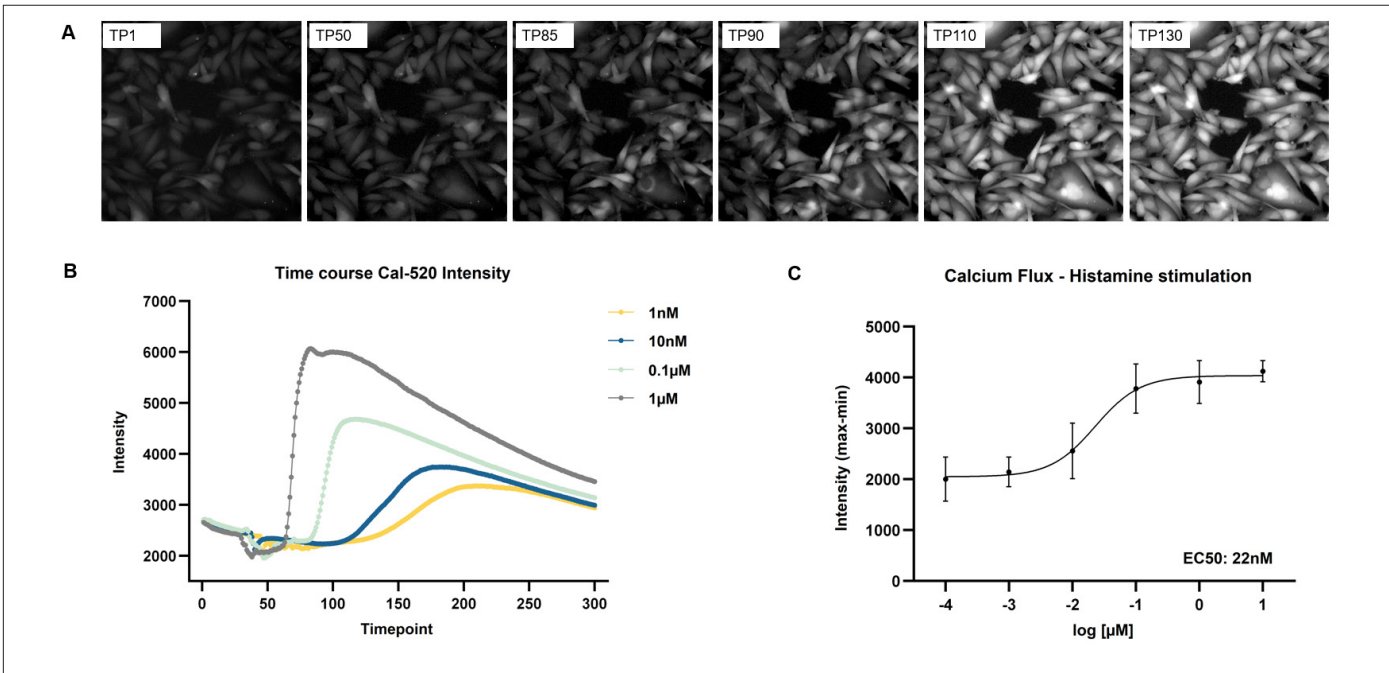 A
TP1
TP50
TP85
TP90
TP110
TP130
B
Time course Cal-520 Intensity
7000
6000
5000
4000
3000
2000
Intensity
0
50
100
150
200
250
300
Timepoint
1nM
10nM
0.1µM
1µM
C
Calcium Flux - Histamine stimulation
5000
4000
3000
2000
1000
0
Intensity (max-min)
EC50: 22nM
-4
-3
-2
-1
0
1
log [µM]